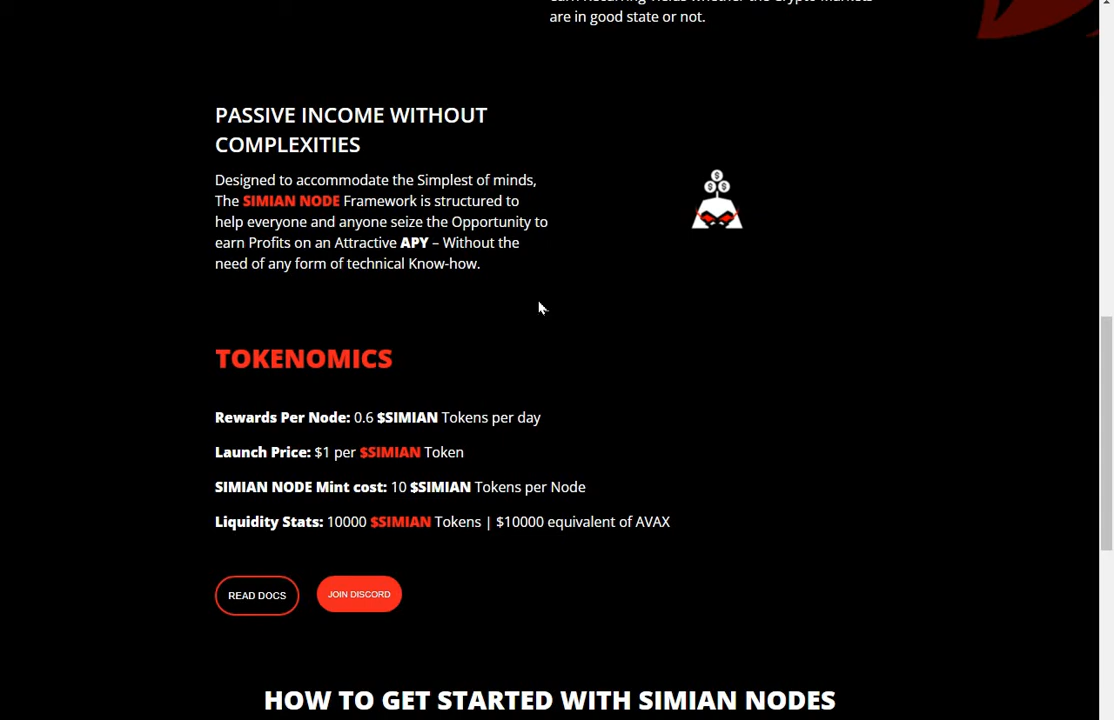 are in good state or not.
PASSIVE INCOME WITHOUT
COMPLEXITIES
Designed to accommodate the Simplest of minds,
The SIMIAN NODE Framework is structured to
help everyone and anyone seize the Opportunity to
earn Profits on an Attractive APY – Without the
need of any form of technical Know-how.
TOKENOMICS
Rewards Per Node: 0.6 $SIMIAN Tokens per day
Launch Price: $1 per $SIMIAN Token
SIMIAN NODE Mint cost: 10 $SIMIAN Tokens per Node
Liquidity Stats: 10000 $SIMIAN Tokens | $10000 equivalent of AVAX
READ DOCS
JOIN DISCORD
HOW TO GET STARTED WITH SIMIAN NODES